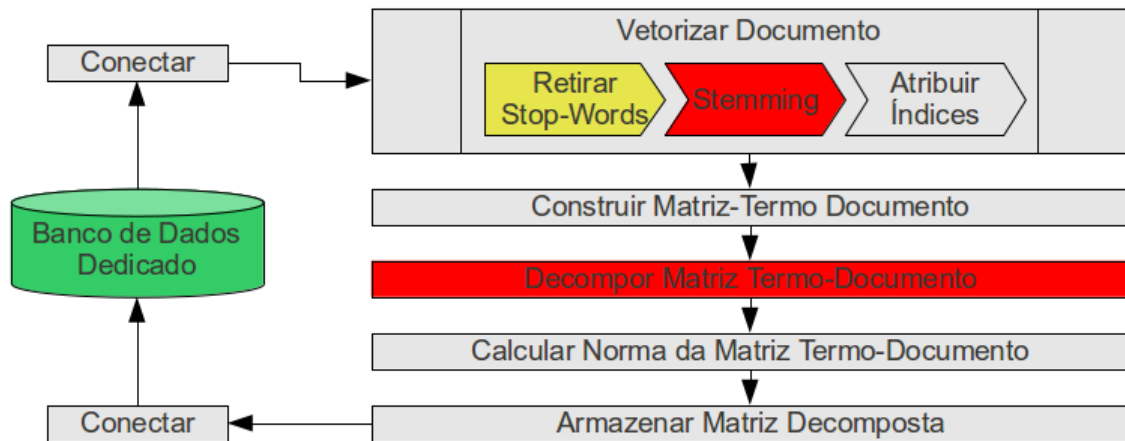 Conectar
Vetorizar Documento
Retirar
Stop-Words
Stemming
Atribuir
Índices
Construir Matriz-Termo Documento
Banco de Dados
Dedicado
Decompor Matriz Termo-Documento
Calcular Norma da Matriz Termo-Documento
Conectar
Armazenar Matriz Decomposta